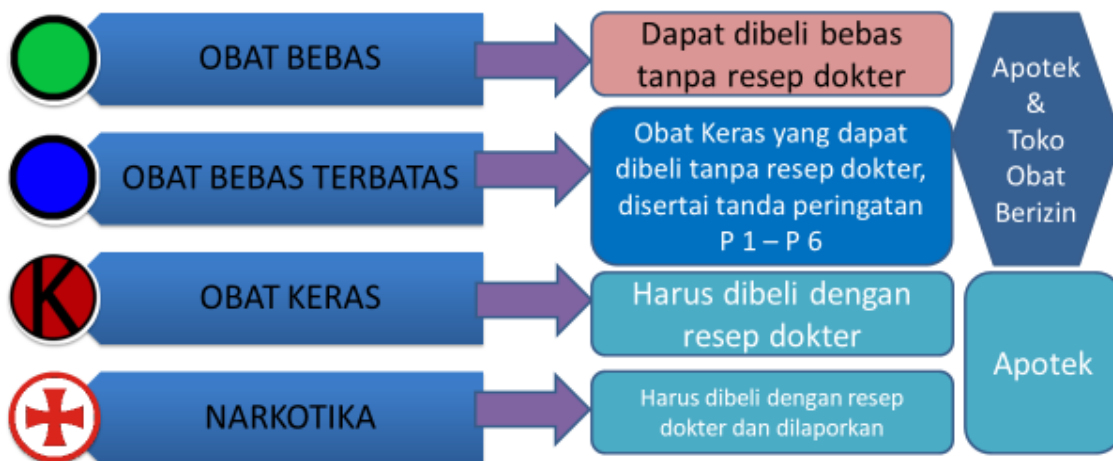 OBAT BEBAS
Dapat dibeli bebas
tanpa resep dokter
OBAT BEBAS TERBATAS
Obat Keras yang dapat
dibeli tanpa resep dokter,
disertai tanda peringatan
P 1 – P 6
Apotek
&
Toko
Obat
Berizin
K
OBAT KERAS
Harus dibeli dengan
resep dokter
NARKOTIKA
Harus dibeli dengan resep
dokter dan dilaporkan
Apotek